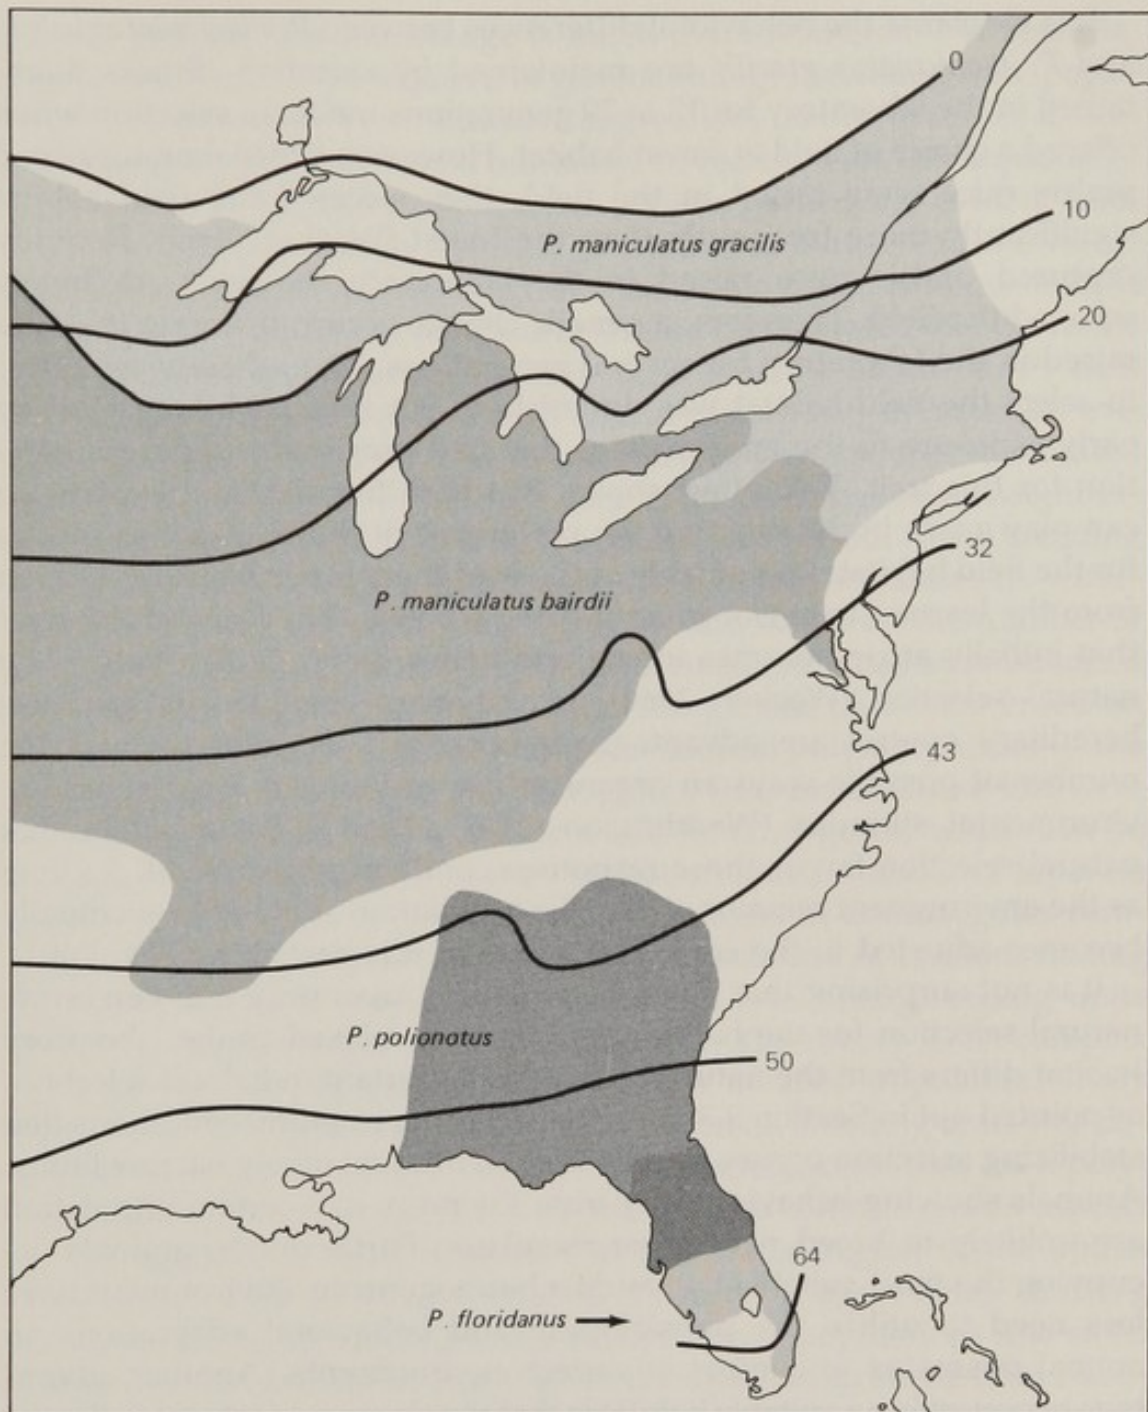 0
P. maniculatus gracilis
10
20
32
P. maniculatus bairdii
43
P. polionotus
50
64
P. floridanus